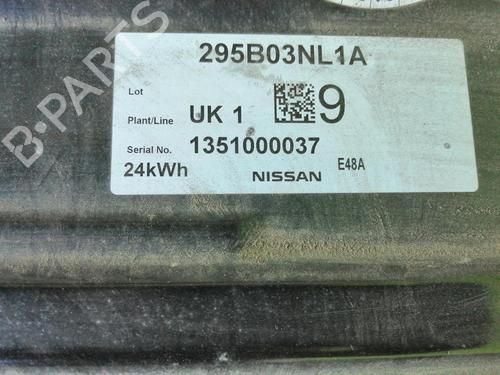 295B03NL1A
Lot
Plant/Line UK 1 9
Serial No. 1351000037
24kWh NISSAN E48A
B-PARTS